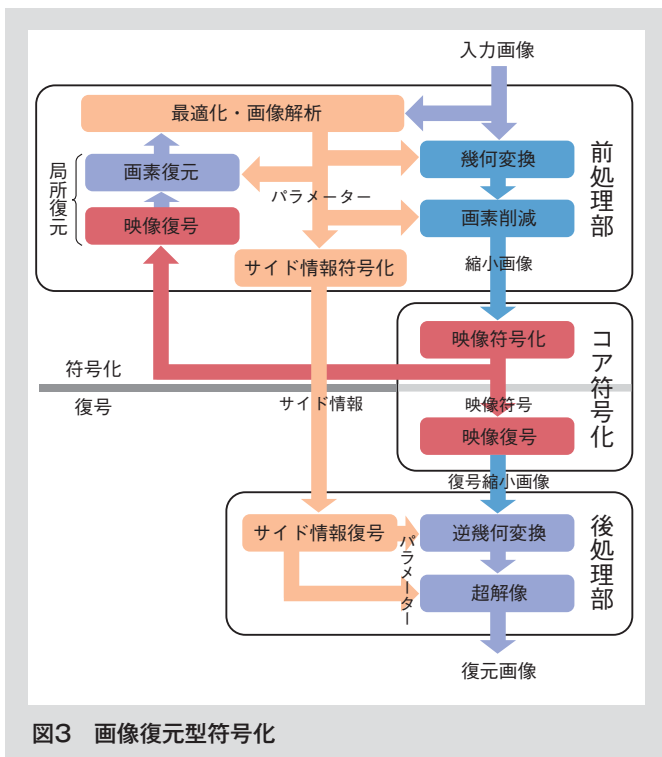 入力画像
最適化・画像解析
前処理部
局所復元
画素復元
幾何変換
パラメーター
映像復号
画素削減
サイド情報符号化
縮小画像
コア符号化
映像符号化
符号化
復号
サイド情報
映像符号
映像復号
復号縮小画像
後処理部
サイド情報復号
パラメーター
逆幾何変換
超解像
復元画像
図3 画像復元型符号化